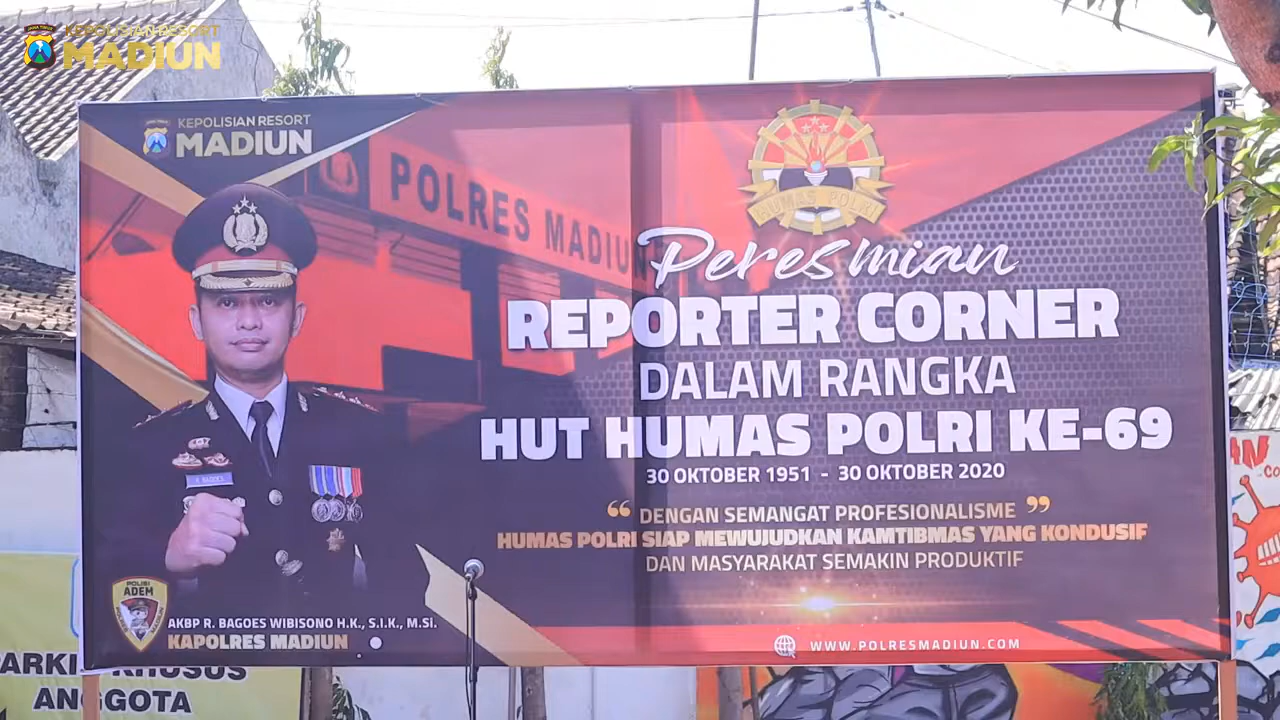 KEPOLISIAN RESORT
MADIUN
KEPOLISIAN RESORT
MADIUN
POLRES MADIUN
HUMAS POLRI
Peresmian
REPORTER CORNER
DALAM RANGKA
HUT HUMAS POLRI KE-69
30 OKTOBER 1951 - 30 OKTOBER 2020
“ DENGAN SEMANGAT PROFESIONALISME ”
HUMAS POLRI SIAP MEWUJUDKAN KAMTIBMAS YANG KONDUSIF
DAN MASYARAKAT SEMAKIN PRODUKTIF
POLISI
ADEM
AKBP R. BAGOES WIBISONO H.K., S.I.K., M.Si.
KAPOLRES MADIUN
WWW.POLRESMADIUN.COM
KHUSUS
ANGGOTA